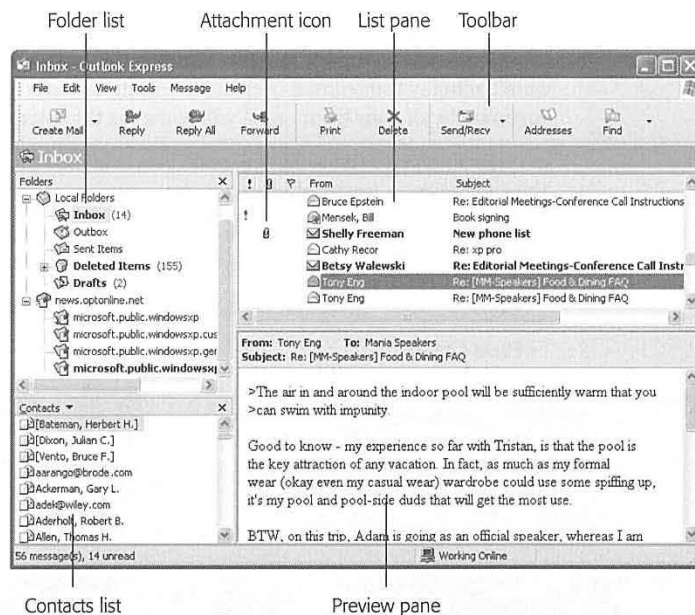 Folder list
Attachment icon
List pane
Toolbar
Inbox - Outlook Express
File Edit View Tools Message Help
Create Mail Reply Reply All Forward Print Delete Send/Recv Addresses Find
Inbox
Folders
Local Folders
Inbox (14)
Outbox
Sent Items
Deleted Items (155)
Drafts (2)
news.optonline.net
microsoft.public.windowsxp
microsoft.public.windowsxp.cus
microsoft.public.windowsxp.ger
microsoft.public.windowsxp
Contacts
[Bateman, Herbert H.]
[Dixon, Julian C.]
[Vento, Bruce F.]
aarango@brode.com
Ackerman, Gary L.
adek@wiley.com
Aderholt, Robert B.
Allen, Thomas H.
! From Subject
Bruce Epstein Re: Editorial Meetings-Conference Call Instructions
! Mensek, Bill Book signing
Shelly Freeman New phone list
Cathy Recor Re: xp pro
Betsy Walewski Re: Editorial Meetings-Conference Call Instr
Tony Eng Re: [MM-Speakers] Food & Dining FAQ
Tony Eng Re: [MM-Speakers] Food & Dining FAQ
From: Tony Eng To: Mania Speakers
Subject: Re: [MM-Speakers] Food & Dining FAQ
>The air in and around the indoor pool will be sufficiently warm that you
>can swim with impunity.
Good to know - my experience so far with Tristan, is that the pool is
the key attraction of any vacation. In fact, as much as my formal
wear (okay even my casual wear) wardrobe could use some spiffing up,
it's my pool and pool-side duds that will get the most use.
BTW, on this trip, Adam is going as an official speaker, whereas I am
56 message(s), 14 unread
Working Online
Contacts list
Preview pane